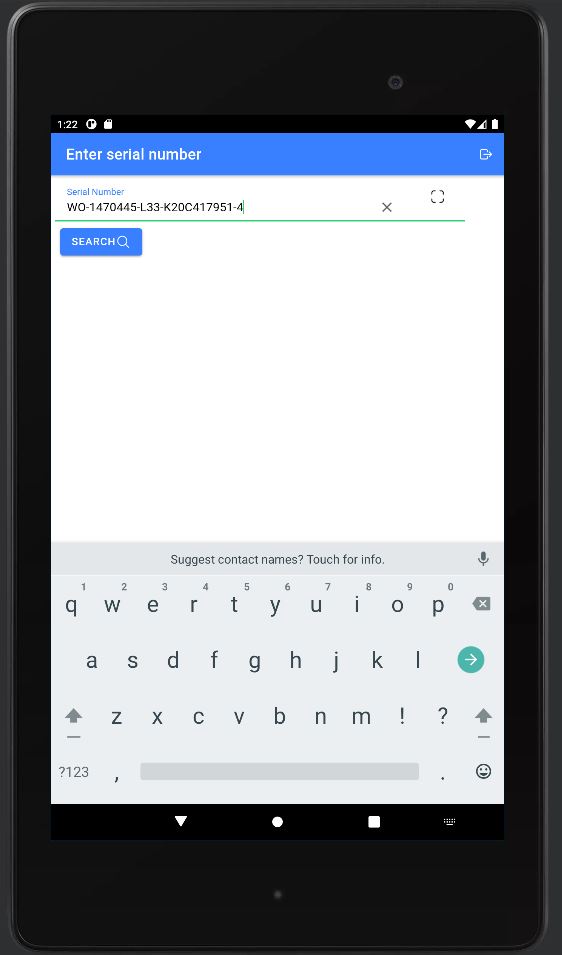 1:22
Enter serial number
Serial Number
WO-1470445-L33-K20C417951-4
SEARCH
Suggest contact names? Touch for info.
1 2 3 4 5 6 7 8 9 0
q w e r t y u i o p
a s d f g h j k l
z x c v b n m ! ?
?123 , .